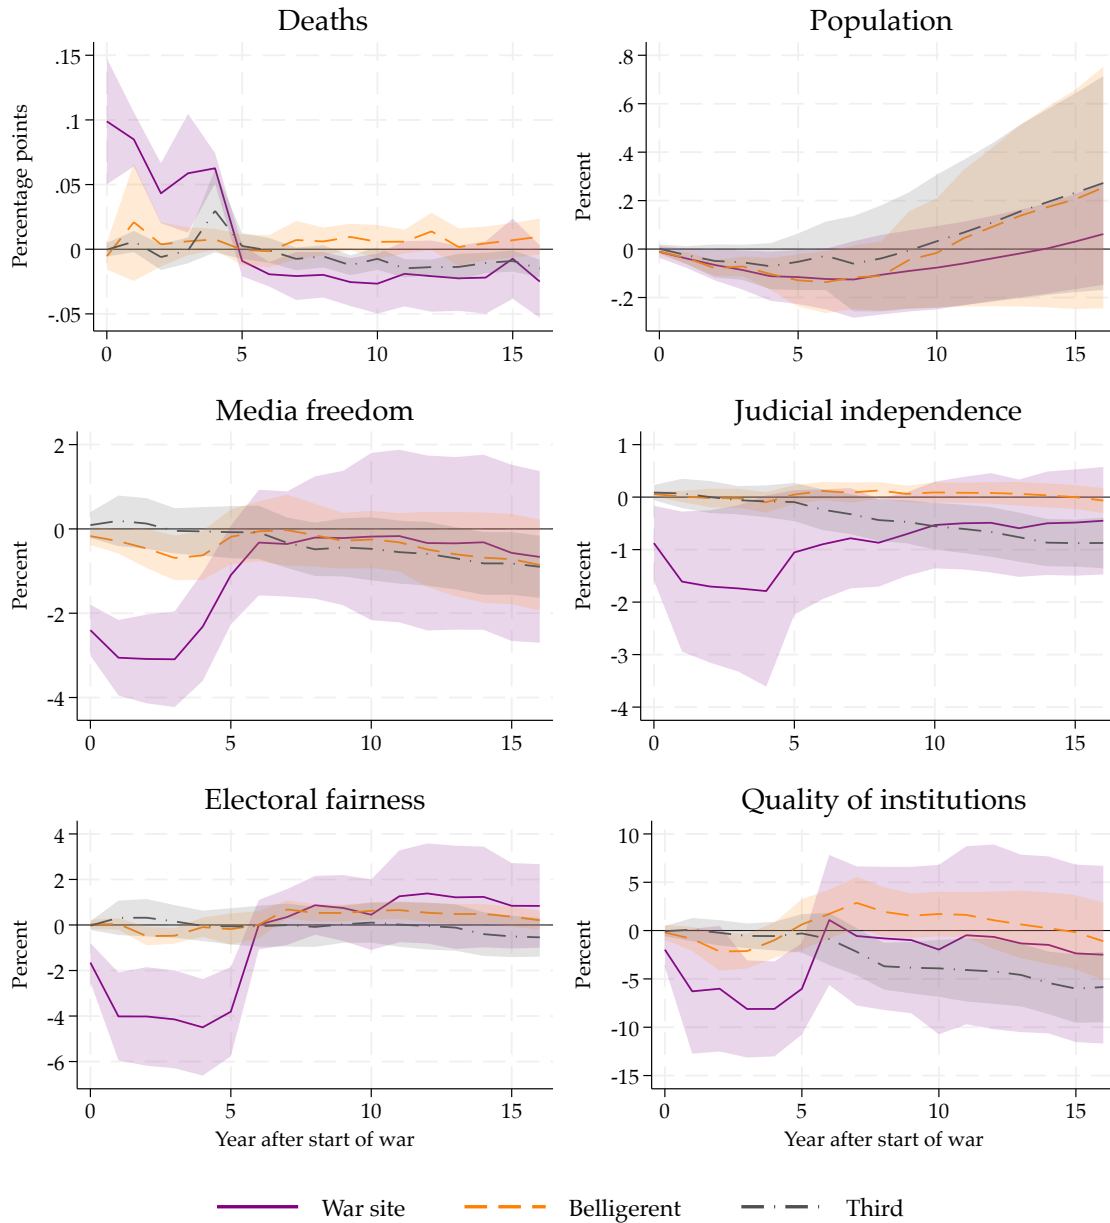 Deaths
Percentage points
.15
.1
.05
0
-.05
0 5 10 15
Population
Percent
.8
.6
.4
.2
0
-.2
0 5 10 15
Media freedom
Percent
2
0
-2
-4
0 5 10 15
Judicial independence
Percent
1
0
-1
-2
-3
-4
0 5 10 15
Electoral fairness
Percent
4
2
0
-2
-4
-6
0 5 10 15
Year after start of war
Quality of institutions
Percent
10
5
0
-5
-10
-15
0 5 10 15
Year after start of war
War site Belligerent Third